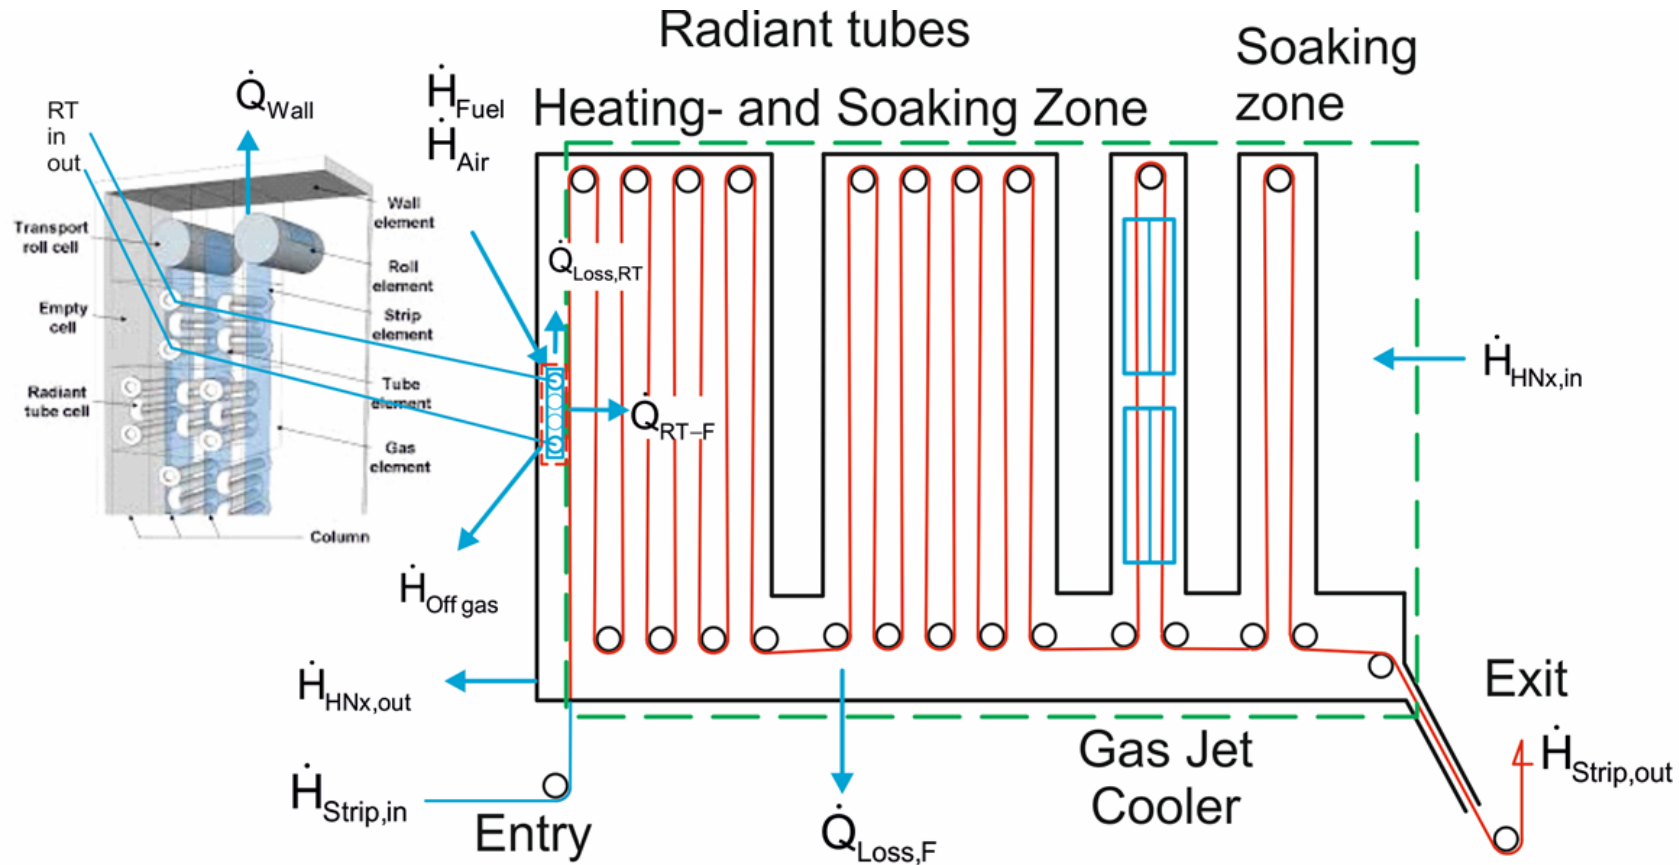 Radiant tubes
Heating- and Soaking Zone
Soaking
zone
RT
in
out
Q̇Wall
ḢFuel
ḢAir
Wall
element
Transport
roll cell
Roll
element
Empty
cell
Strip
element
Radiant
tube cell
Tube
element
Gas
element
Column
Q̇Loss,RT
Q̇RT–F
ḢHNx,in
ḢOff gas
ḢHNx,out
ḢStrip,in
Entry
Q̇Loss,F
Gas Jet
Cooler
Exit
ḢStrip,out